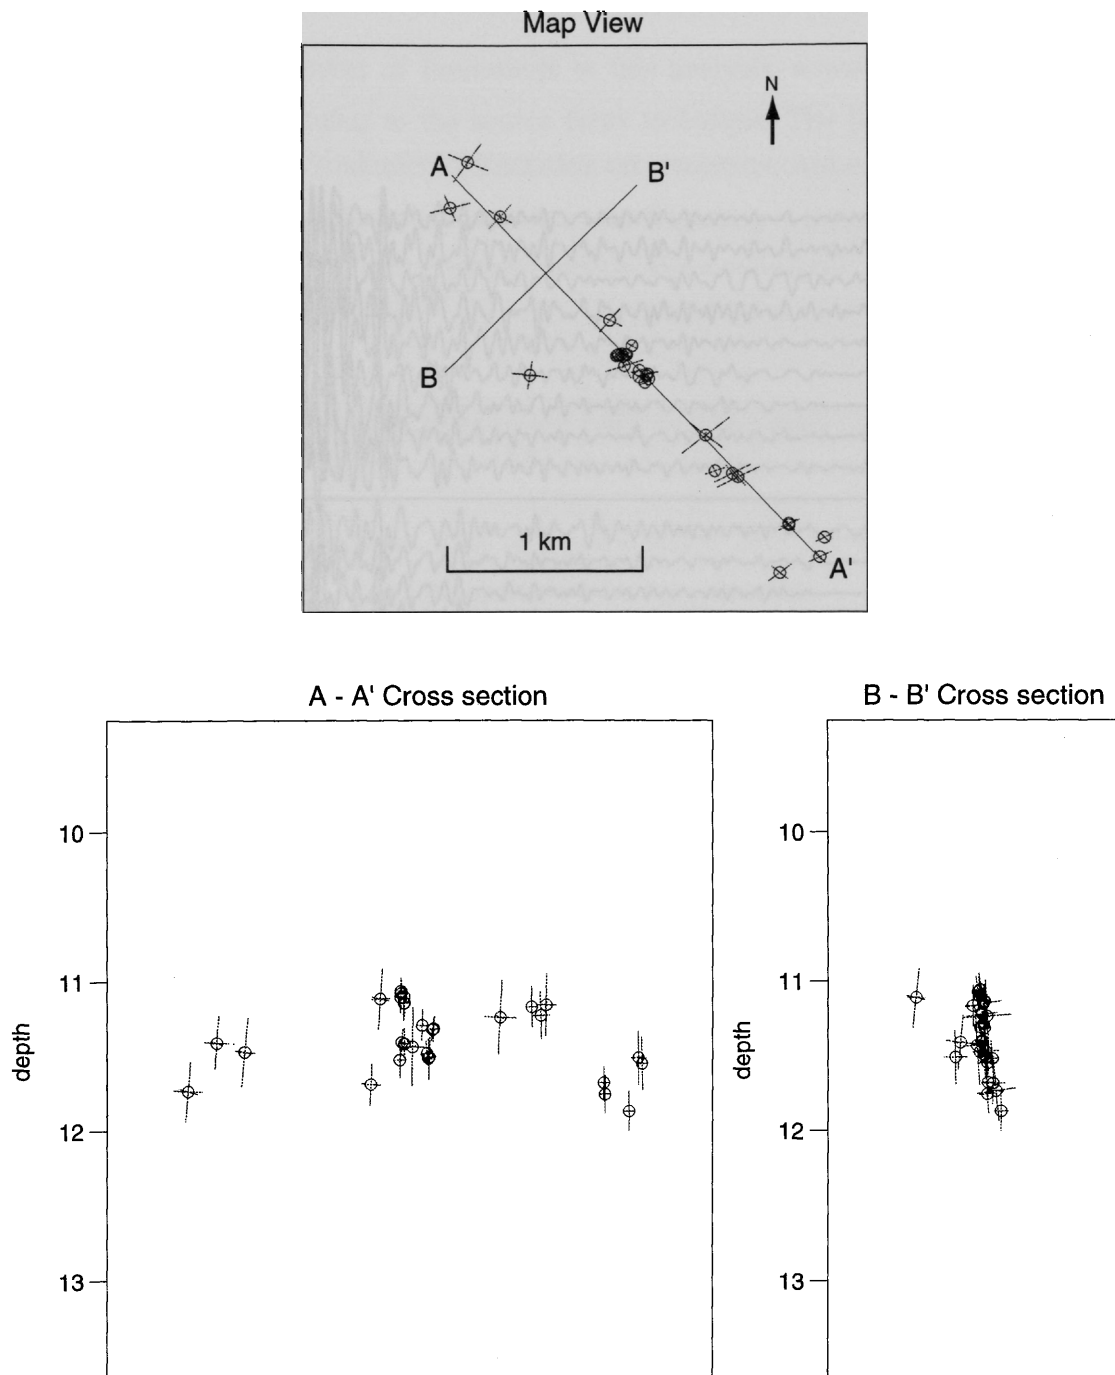 Map View
N
A
B'
B
1 km
A'
A - A' Cross section
B - B' Cross section
10
11
12
13
depth
10
11
12
13
depth